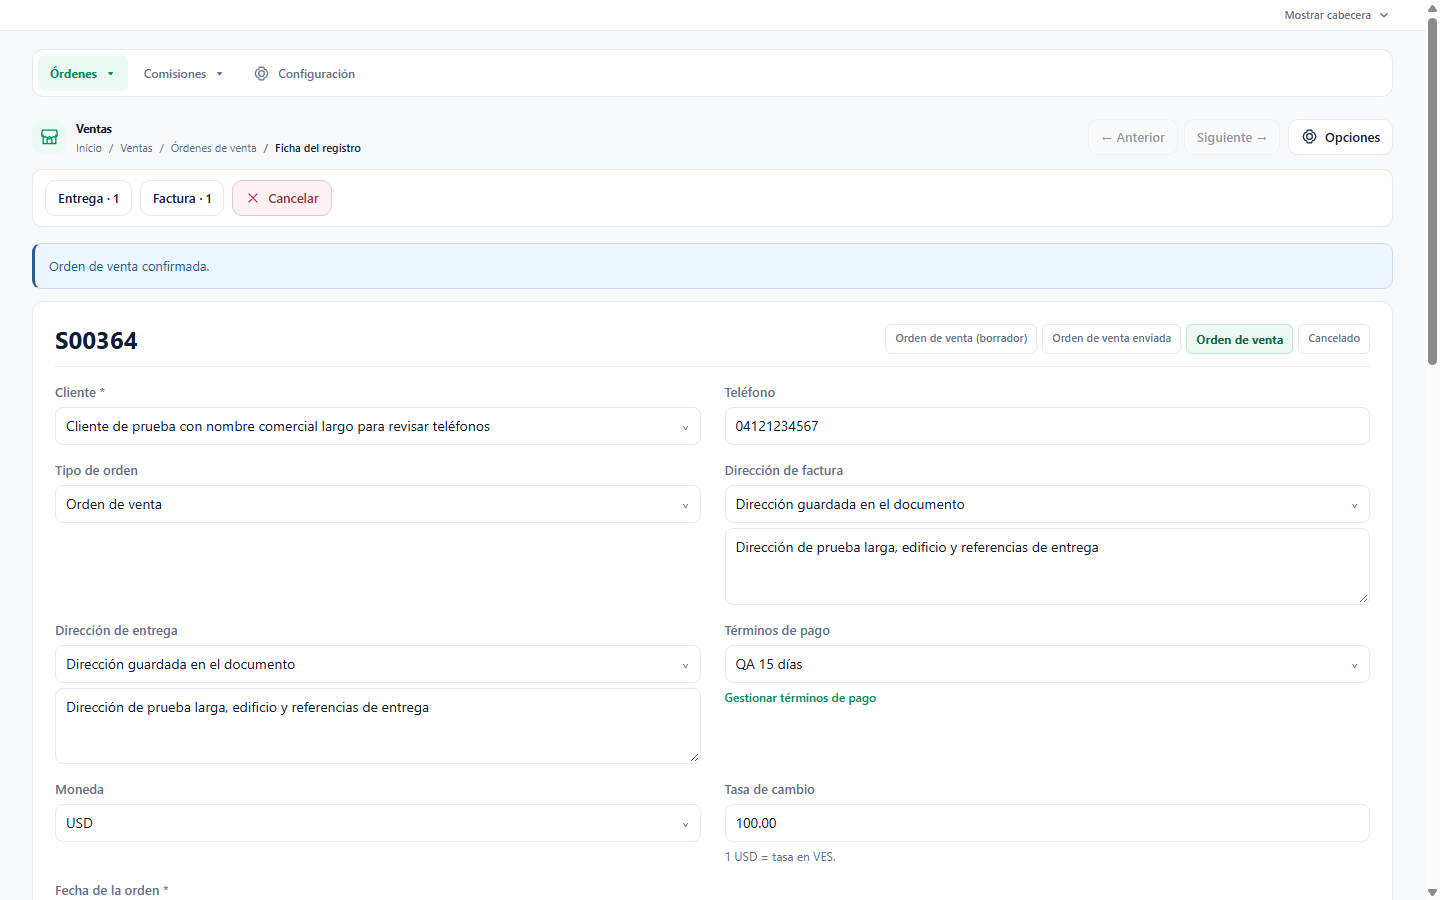 Mostrar cabecera
Órdenes
Comisiones
Configuración
Ventas
Inicio / Ventas / Órdenes de venta / Ficha del registro
← Anterior
Siguiente →
Opciones
Entrega · 1
Factura · 1
Cancelar
Orden de venta confirmada.
S00364
Orden de venta (borrador)
Orden de venta enviada
Orden de venta
Cancelado
Cliente *
Cliente de prueba con nombre comercial largo para revisar teléfonos
Teléfono
04121234567
Tipo de orden
Orden de venta
Dirección de factura
Dirección guardada en el documento
Dirección de prueba larga, edificio y referencias de entrega
Dirección de entrega
Dirección guardada en el documento
Dirección de prueba larga, edificio y referencias de entrega
Términos de pago
QA 15 días
Gestionar términos de pago
Moneda
USD
Tasa de cambio
100.00
1 USD = tasa en VES.
Fecha de la orden *